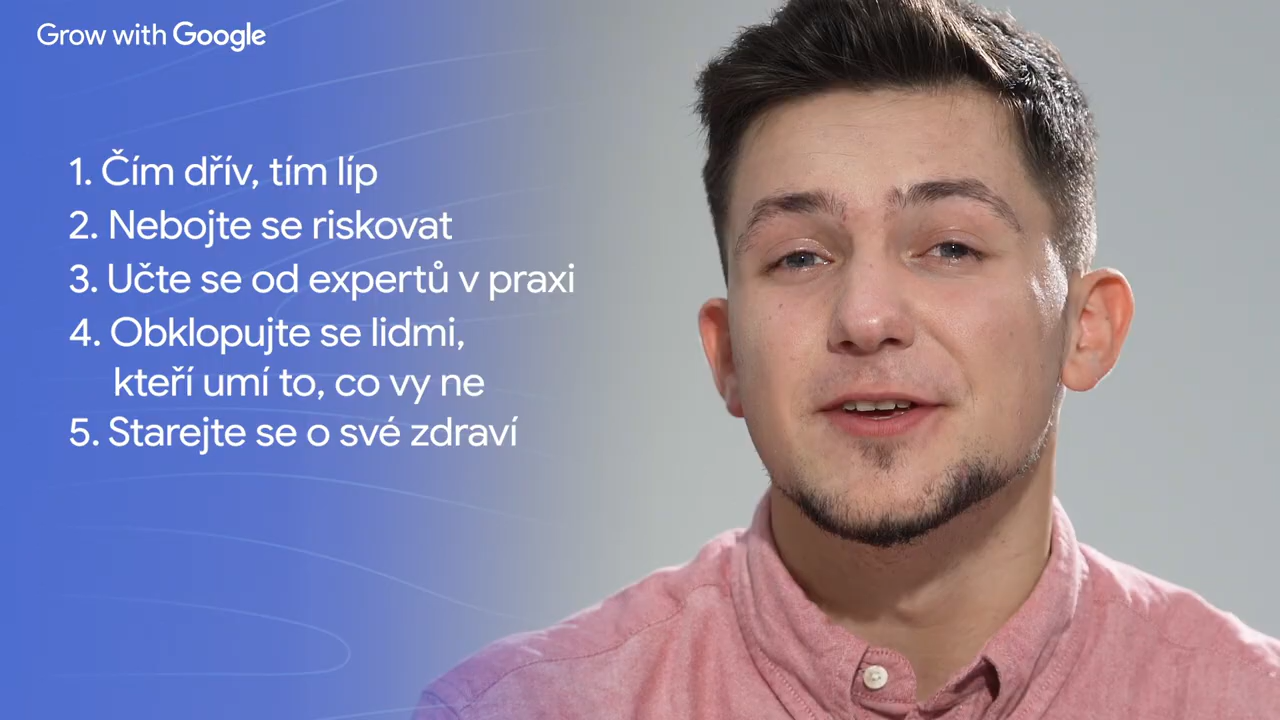 Grow with Google
1. Čím dřív, tím líp
2. Nebojte se riskovat
3. Učte se od expertů v praxi
4. Obklopujte se lidmi,
kteří umí to, co vy ne
5. Starejte se o své zdraví